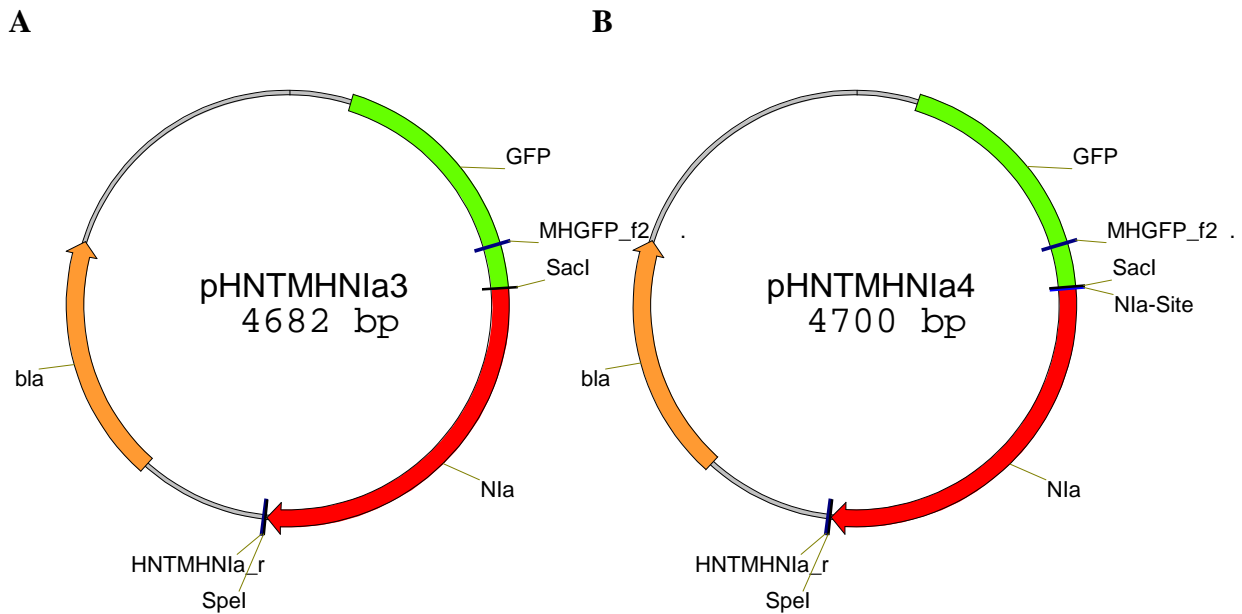 A
GFP
MHGFP_f2 .
SacI
pHNTMHNIa3
4682 bp
bla
NIa
HNTMHNIa_r
SpeI
B
GFP
MHGFP_f2 .
SacI
NIa-Site
pHNTMHNIa4
4700 bp
bla
NIa
HNTMHNIa_r
SpeI